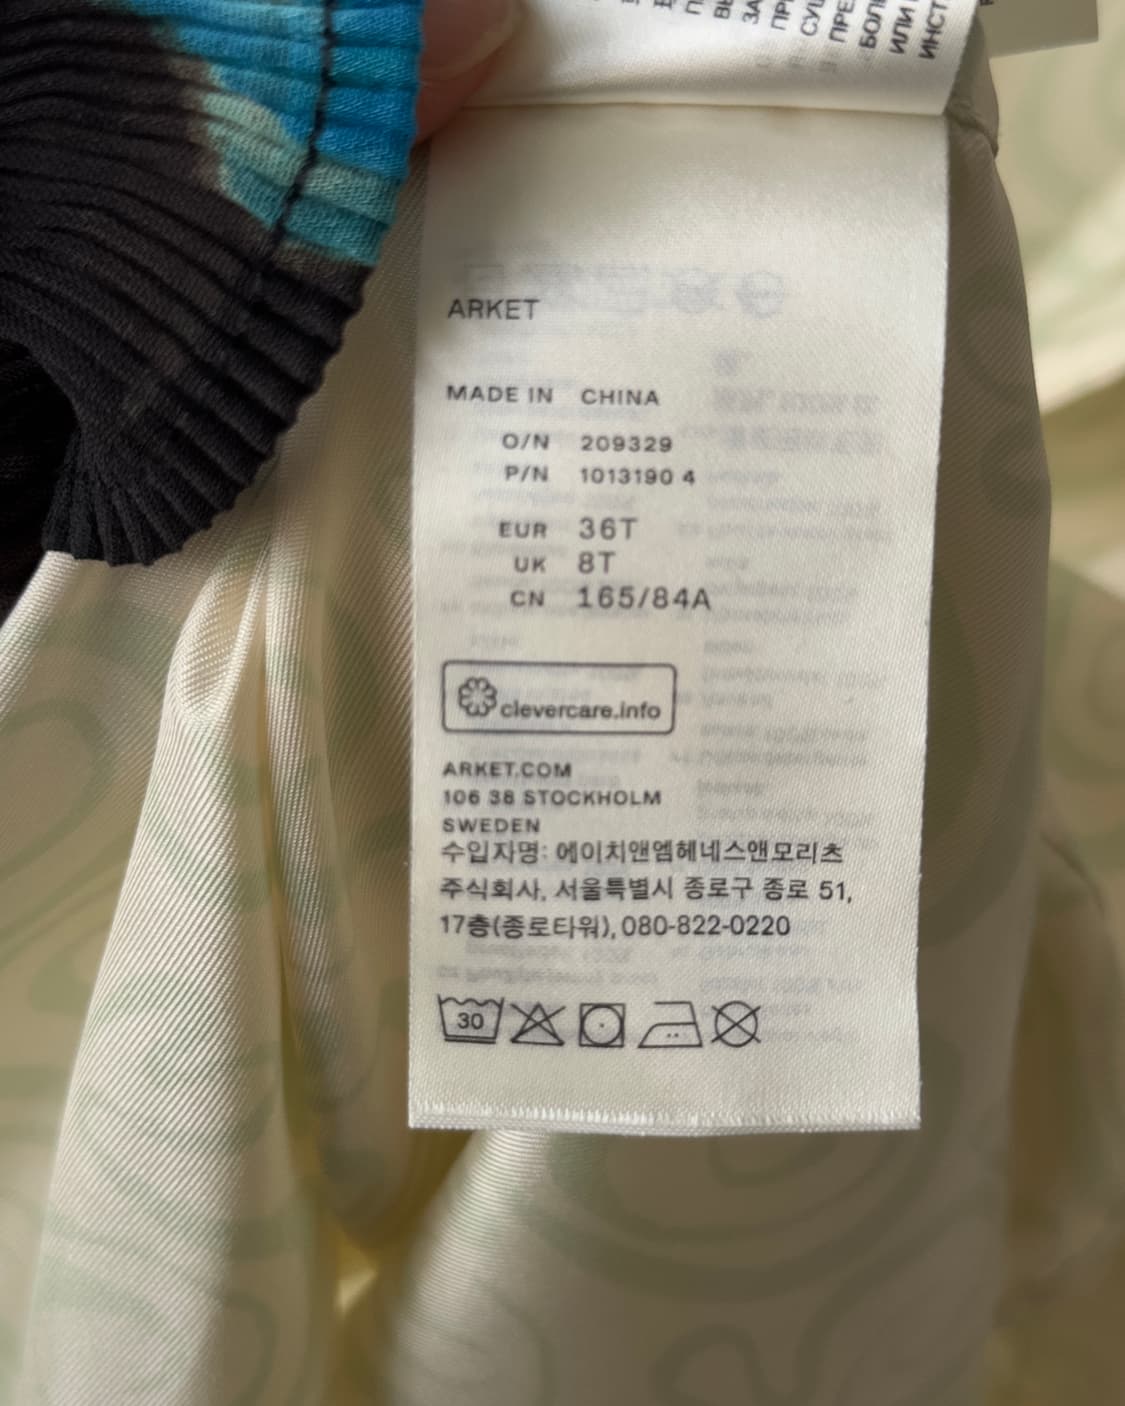 ПРЕ
ИЛИ
ИНСТ
ARKET
MADE IN CHINA
O/N 209329
P/N 1013190 4
EUR 36T
UK 8T
CN 165/84A
clevercare.info
ARKET.COM
106 38 STOCKHOLM
SWEDEN
수입자명: 에이치앤엠헤네스앤모리츠
주식회사, 서울특별시 종로구 종로 51,
17층(종로타워), 080-822-0220
30